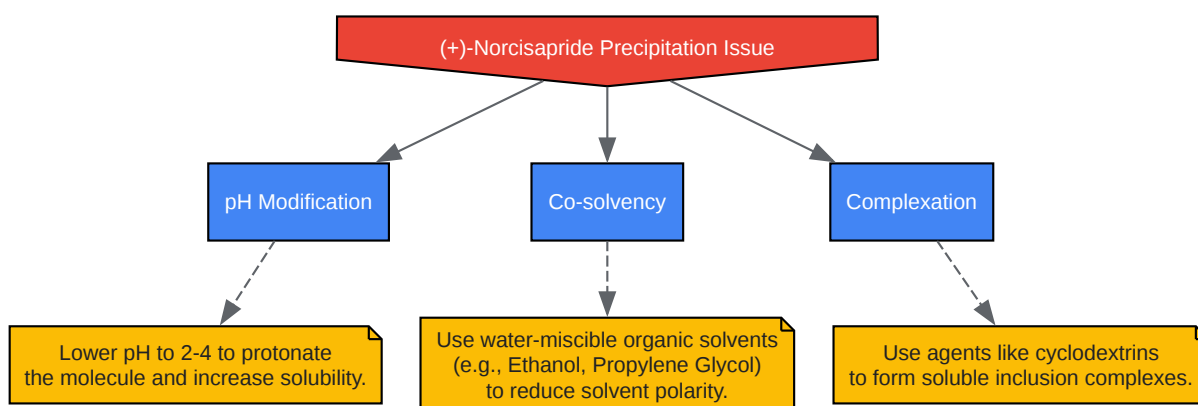 (+)-Norcisapride Precipitation Issue
pH Modification
Co-solvency
Complexation
Lower pH to 2-4 to protonate
the molecule and increase solubility.
Use water-miscible organic solvents
(e.g., Ethanol, Propylene Glycol)
to reduce solvent polarity.
Use agents like cyclodextrins
to form soluble inclusion complexes.